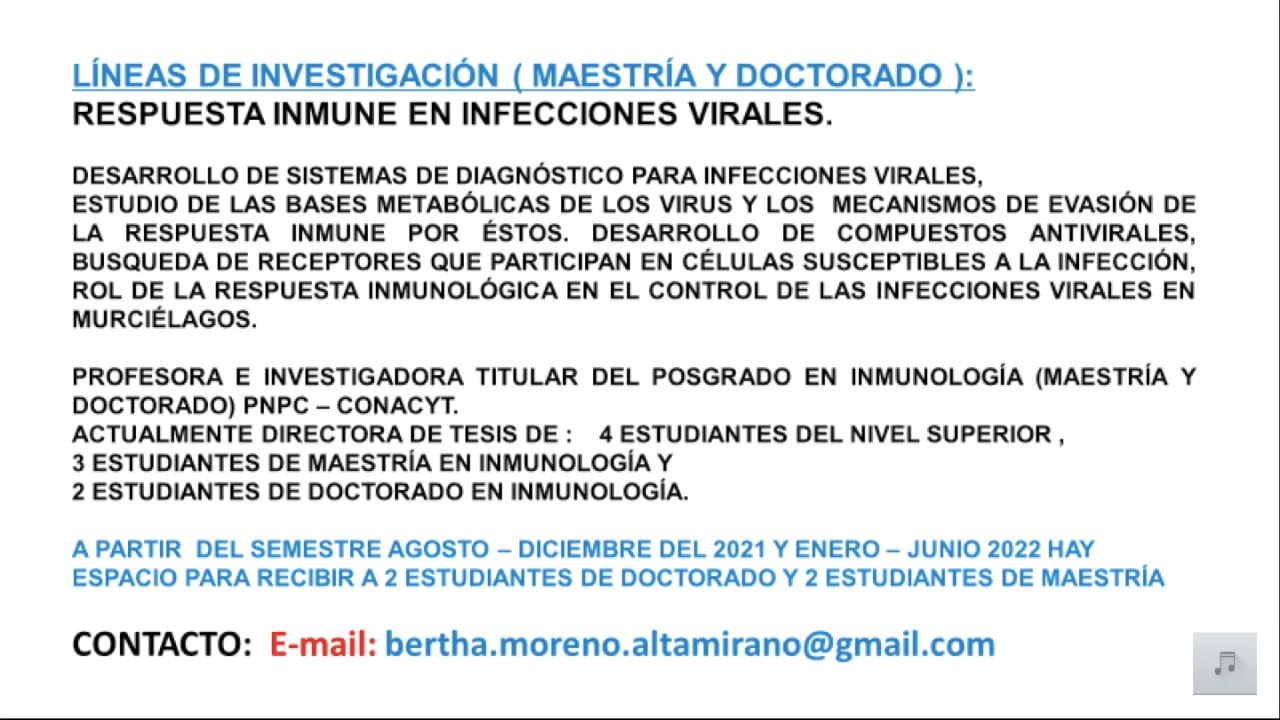 LÍNEAS DE INVESTIGACIÓN ( MAESTRÍA Y DOCTORADO ):
RESPUESTA INMUNE EN INFECCIONES VIRALES.
DESARROLLO DE SISTEMAS DE DIAGNÓSTICO PARA INFECCIONES VIRALES,
ESTUDIO DE LAS BASES METABÓLICAS DE LOS VIRUS Y LOS MECANISMOS DE EVASIÓN DE
LA RESPUESTA INMUNE POR ÉSTOS. DESARROLLO DE COMPUESTOS ANTIVIRALES,
BUSQUEDA DE RECEPTORES QUE PARTICIPAN EN CÉLULAS SUSCEPTIBLES A LA INFECCIÓN,
ROL DE LA RESPUESTA INMUNOLÓGICA EN EL CONTROL DE LAS INFECCIONES VIRALES EN
MURCIÉLAGOS.
PROFESORA E INVESTIGADORA TITULAR DEL POSGRADO EN INMUNOLOGÍA (MAESTRÍA Y
DOCTORADO) PNPC – CONACYT.
ACTUALMENTE DIRECTORA DE TESIS DE : 4 ESTUDIANTES DEL NIVEL SUPERIOR ,
3 ESTUDIANTES DE MAESTRÍA EN INMUNOLOGÍA Y
2 ESTUDIANTES DE DOCTORADO EN INMUNOLOGÍA.
A PARTIR DEL SEMESTRE AGOSTO – DICIEMBRE DEL 2021 Y ENERO – JUNIO 2022 HAY
ESPACIO PARA RECIBIR A 2 ESTUDIANTES DE DOCTORADO Y 2 ESTUDIANTES DE MAESTRÍA
CONTACTO: E-mail: bertha.moreno.altamirano@gmail.com